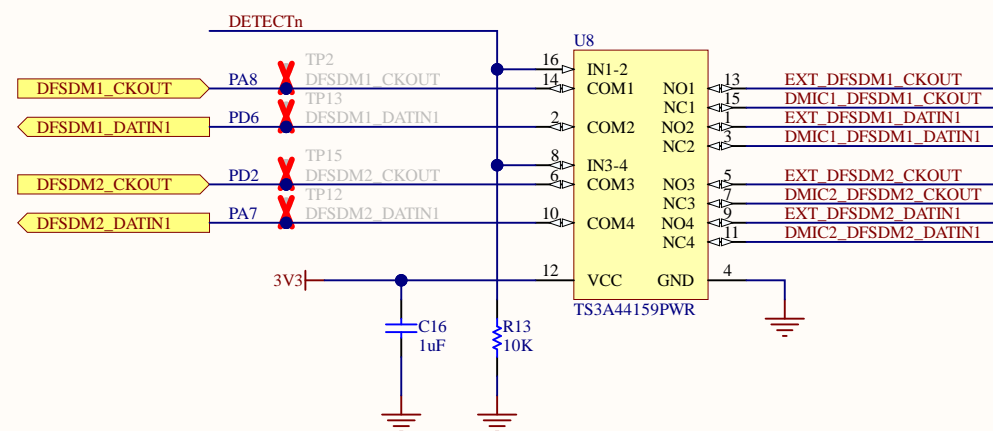 DETECTn
U8
TP2
16 IN1-2
DFSDM1_CKOUT PA8 DFSDM1_CKOUT 14 COM1 NO1 13 EXT_DFSDM1_CKOUT
TP13 NC1 15 DMIC1_DFSDM1_CKOUT
DFSDM1_DATIN1 PD6 DFSDM1_DATIN1 2 COM2 NO2 1 EXT_DFSDM1_DATIN1
NC2 3 DMIC1_DFSDM1_DATIN1
TP15 8 IN3-4
DFSDM2_CKOUT PD2 DFSDM2_CKOUT 6 COM3 NO3 5 EXT_DFSDM2_CKOUT
TP12 NC3 7 DMIC2_DFSDM2_CKOUT
DFSDM2_DATIN1 PA7 DFSDM2_DATIN1 10 COM4 NO4 9 EXT_DFSDM2_DATIN1
NC4 11 DMIC2_DFSDM2_DATIN1
3V3 12 VCC GND 4
TS3A44159PWR
C16 R13
1uF 10K